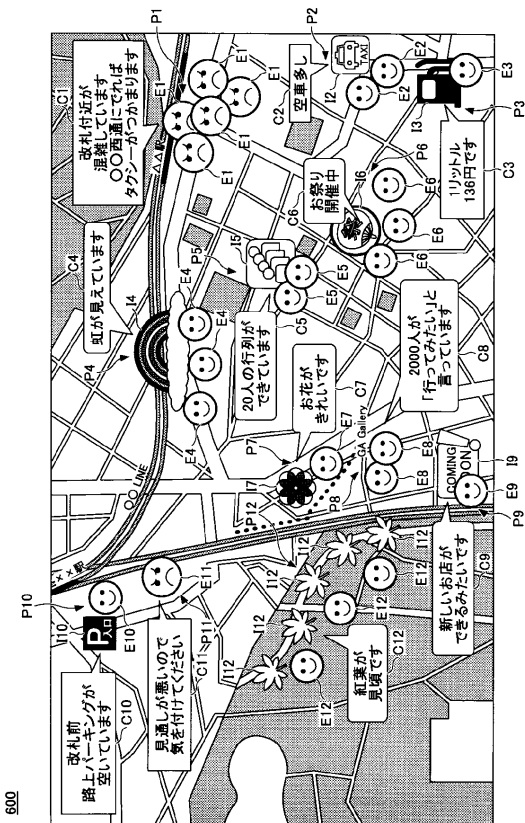 600
改札前
路上パーキングが
空いています
C10
I10
P
入口
E10
P10
××駅
見通しが悪いので
気を付けてください
C11
P11
E11
○○ LINE
P4
虹が見えています
C4
I4
E4
E4
E4
改札付近が
混雑しています
○○西通にでれば
タクシーがつかまります
C1
P1
△△駅
E1
E1
E1
E1
E1
I12
I12
I12
I12
I12
P12
E12
E12
E12
E12
紅葉が
見頃です
C12
I7
P7
お花が
きれいです
C7
E7
P8
GA Gallery
20人の行列が
できています
C5
P5
I5
E5
E5
お祭り
開催中
C6
I6
祭
P6
E6
E6
E6
空車多し
C2
P2
I2
TAXI
E2
E2
新しいお店が
できるみたいです
C9
P9
E9
I9
COMING
SOON
E8
E8
2000人が
「行ってみたい」と
言っています
C8
1リットル
136円です
C3
I3
P3
E3